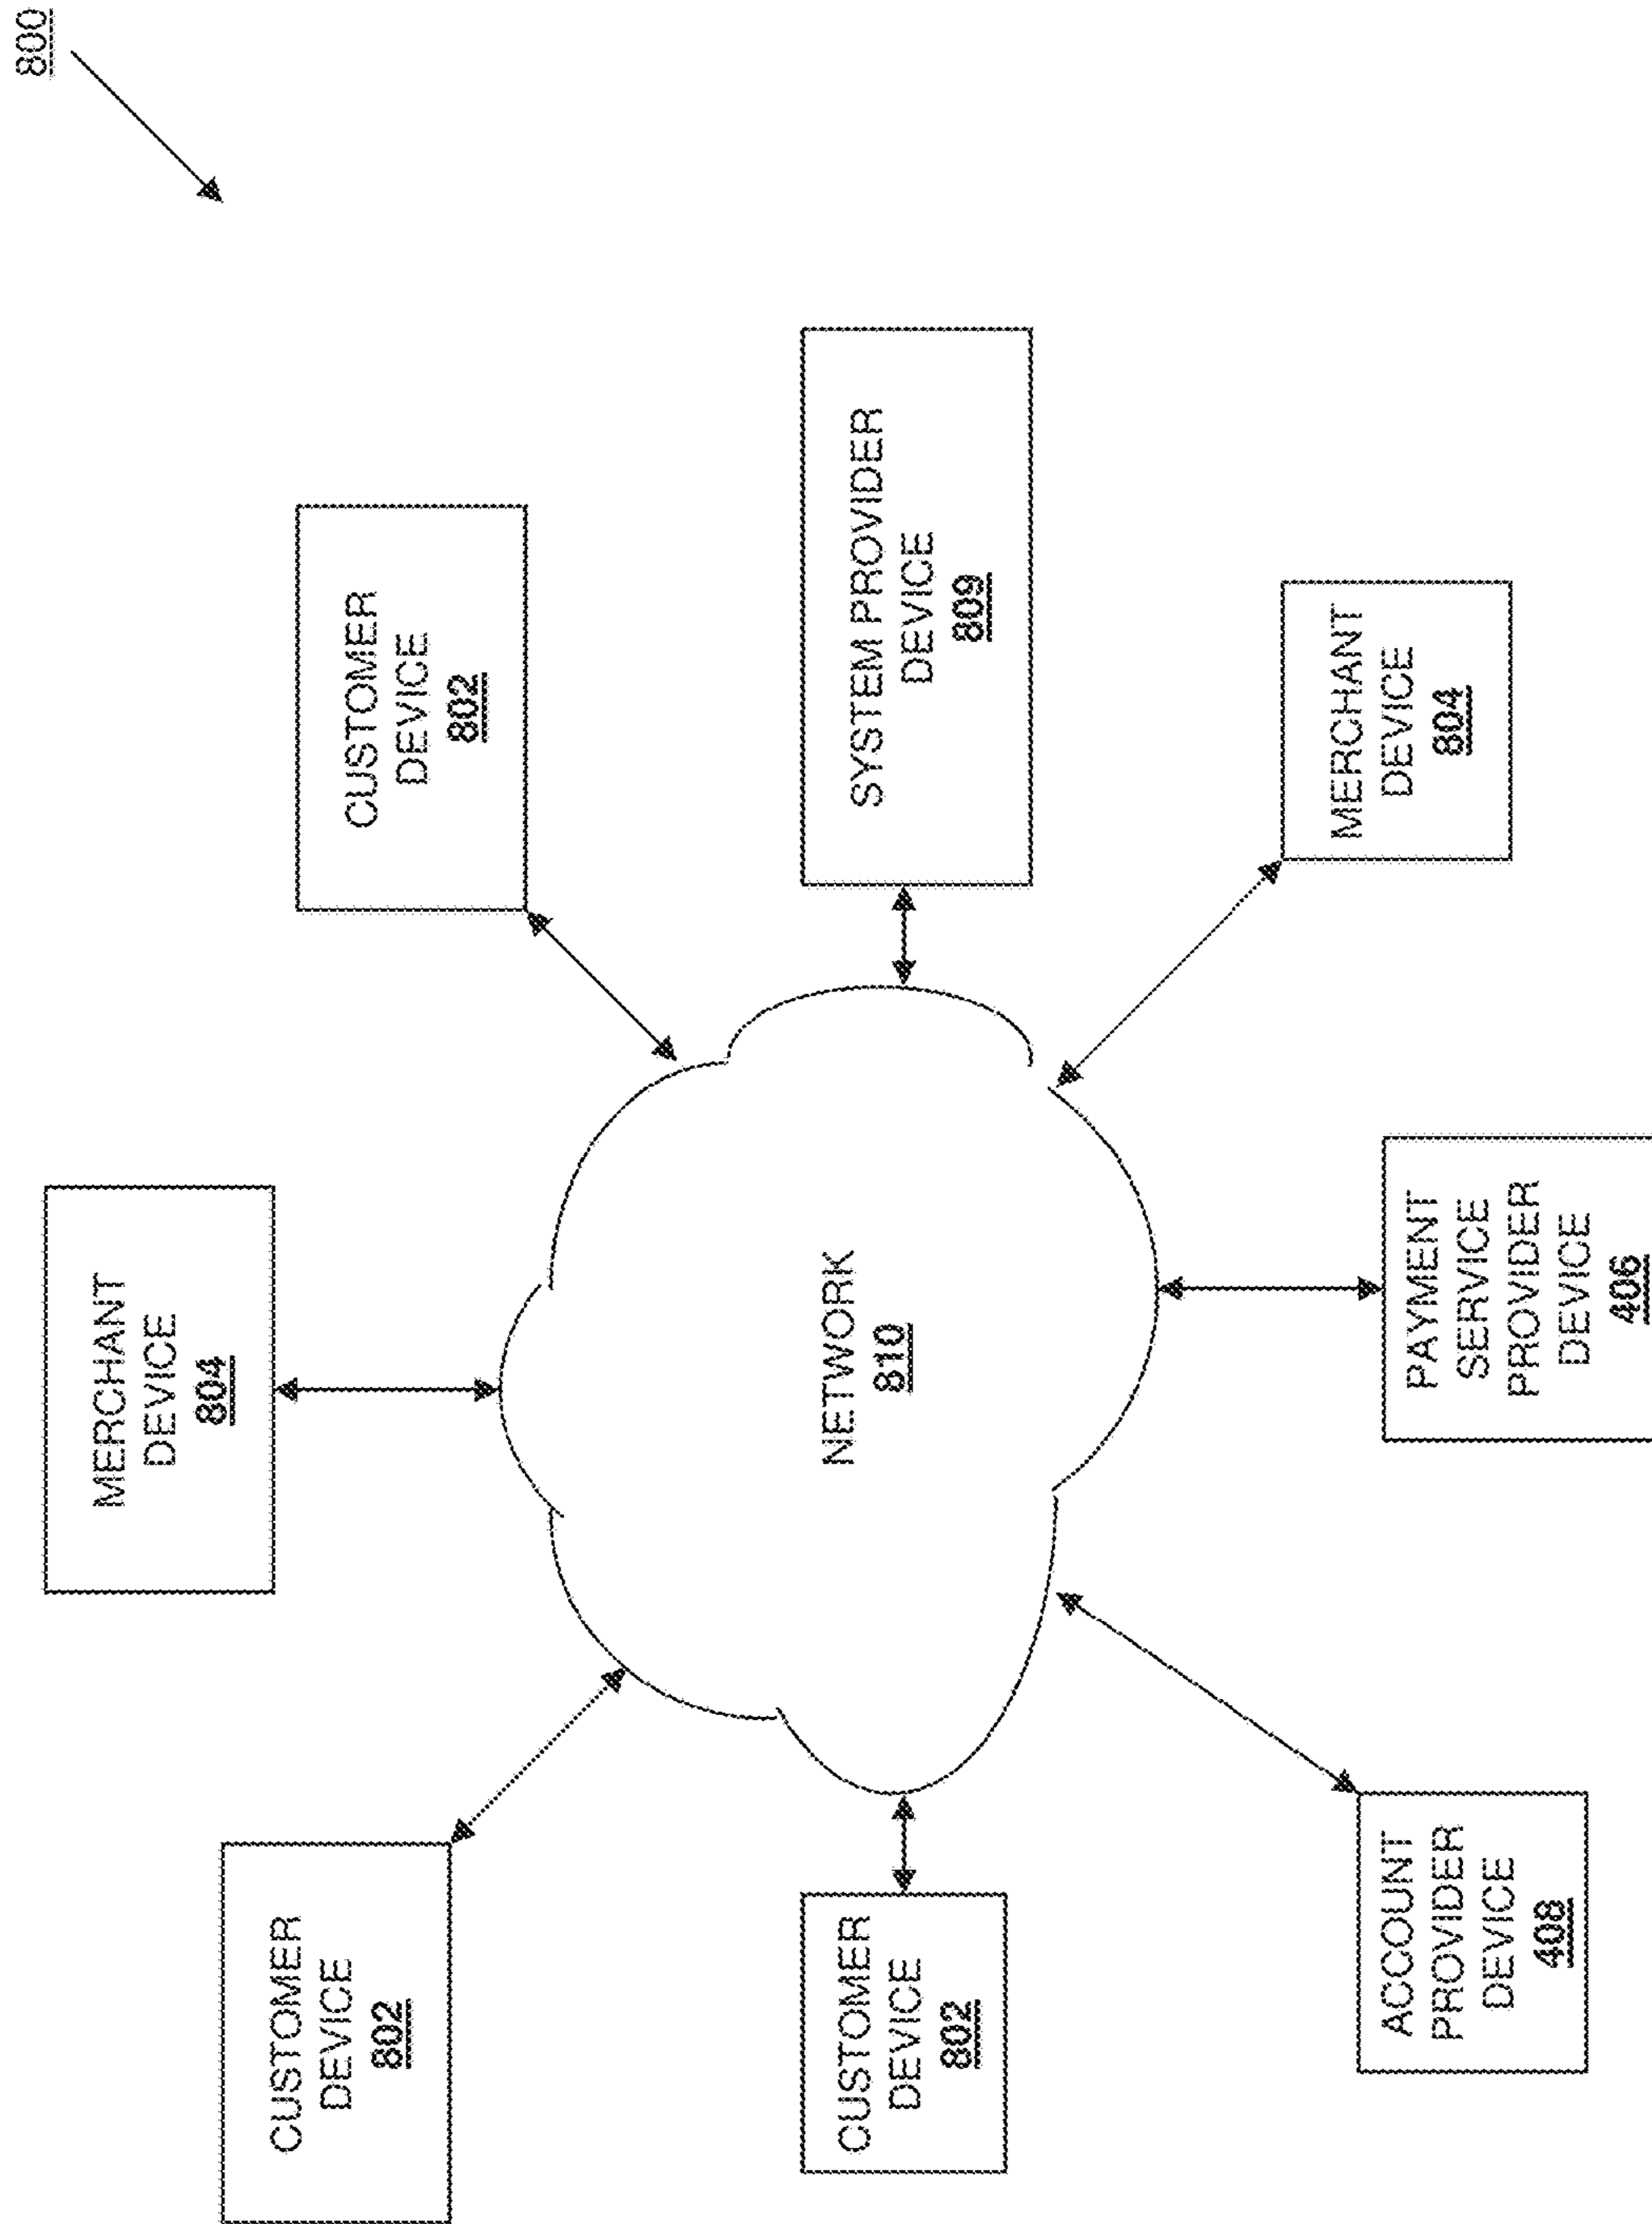 800
MERCHANT
DEVICE
804
CUSTOMER
DEVICE
802
CUSTOMER
DEVICE
802
CUSTOMER
DEVICE
802
NETWORK
810
SYSTEM PROVIDER
DEVICE
809
ACCOUNT
PROVIDER
DEVICE
408
PAYMENT
SERVICE
PROVIDER
DEVICE
406
MERCHANT
DEVICE
804